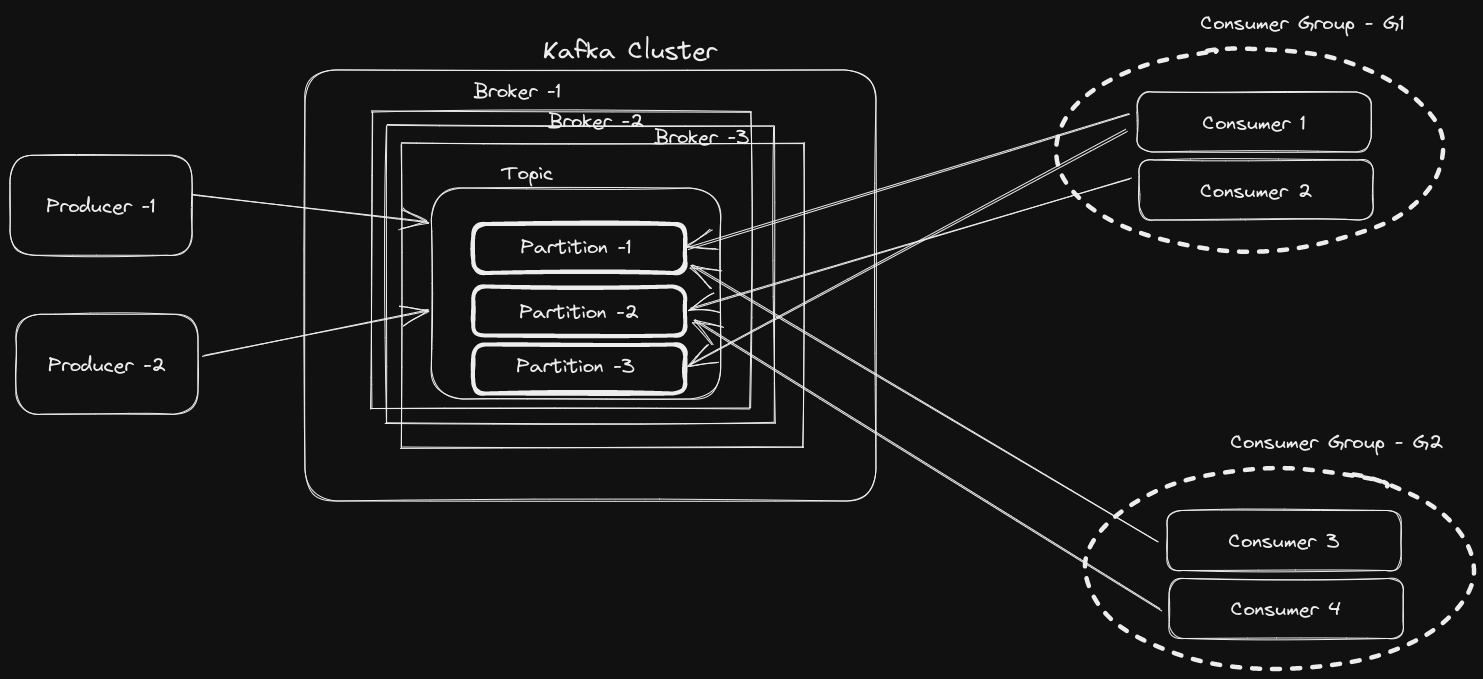 Consumer Group - G1
Kafka Cluster
Broker -1
Broker -2
Broker -3
Topic
Producer -1
Producer -2
Partition -1
Partition -2
Partition -3
Consumer 1
Consumer 2
Consumer Group - G2
Consumer 3
Consumer 4